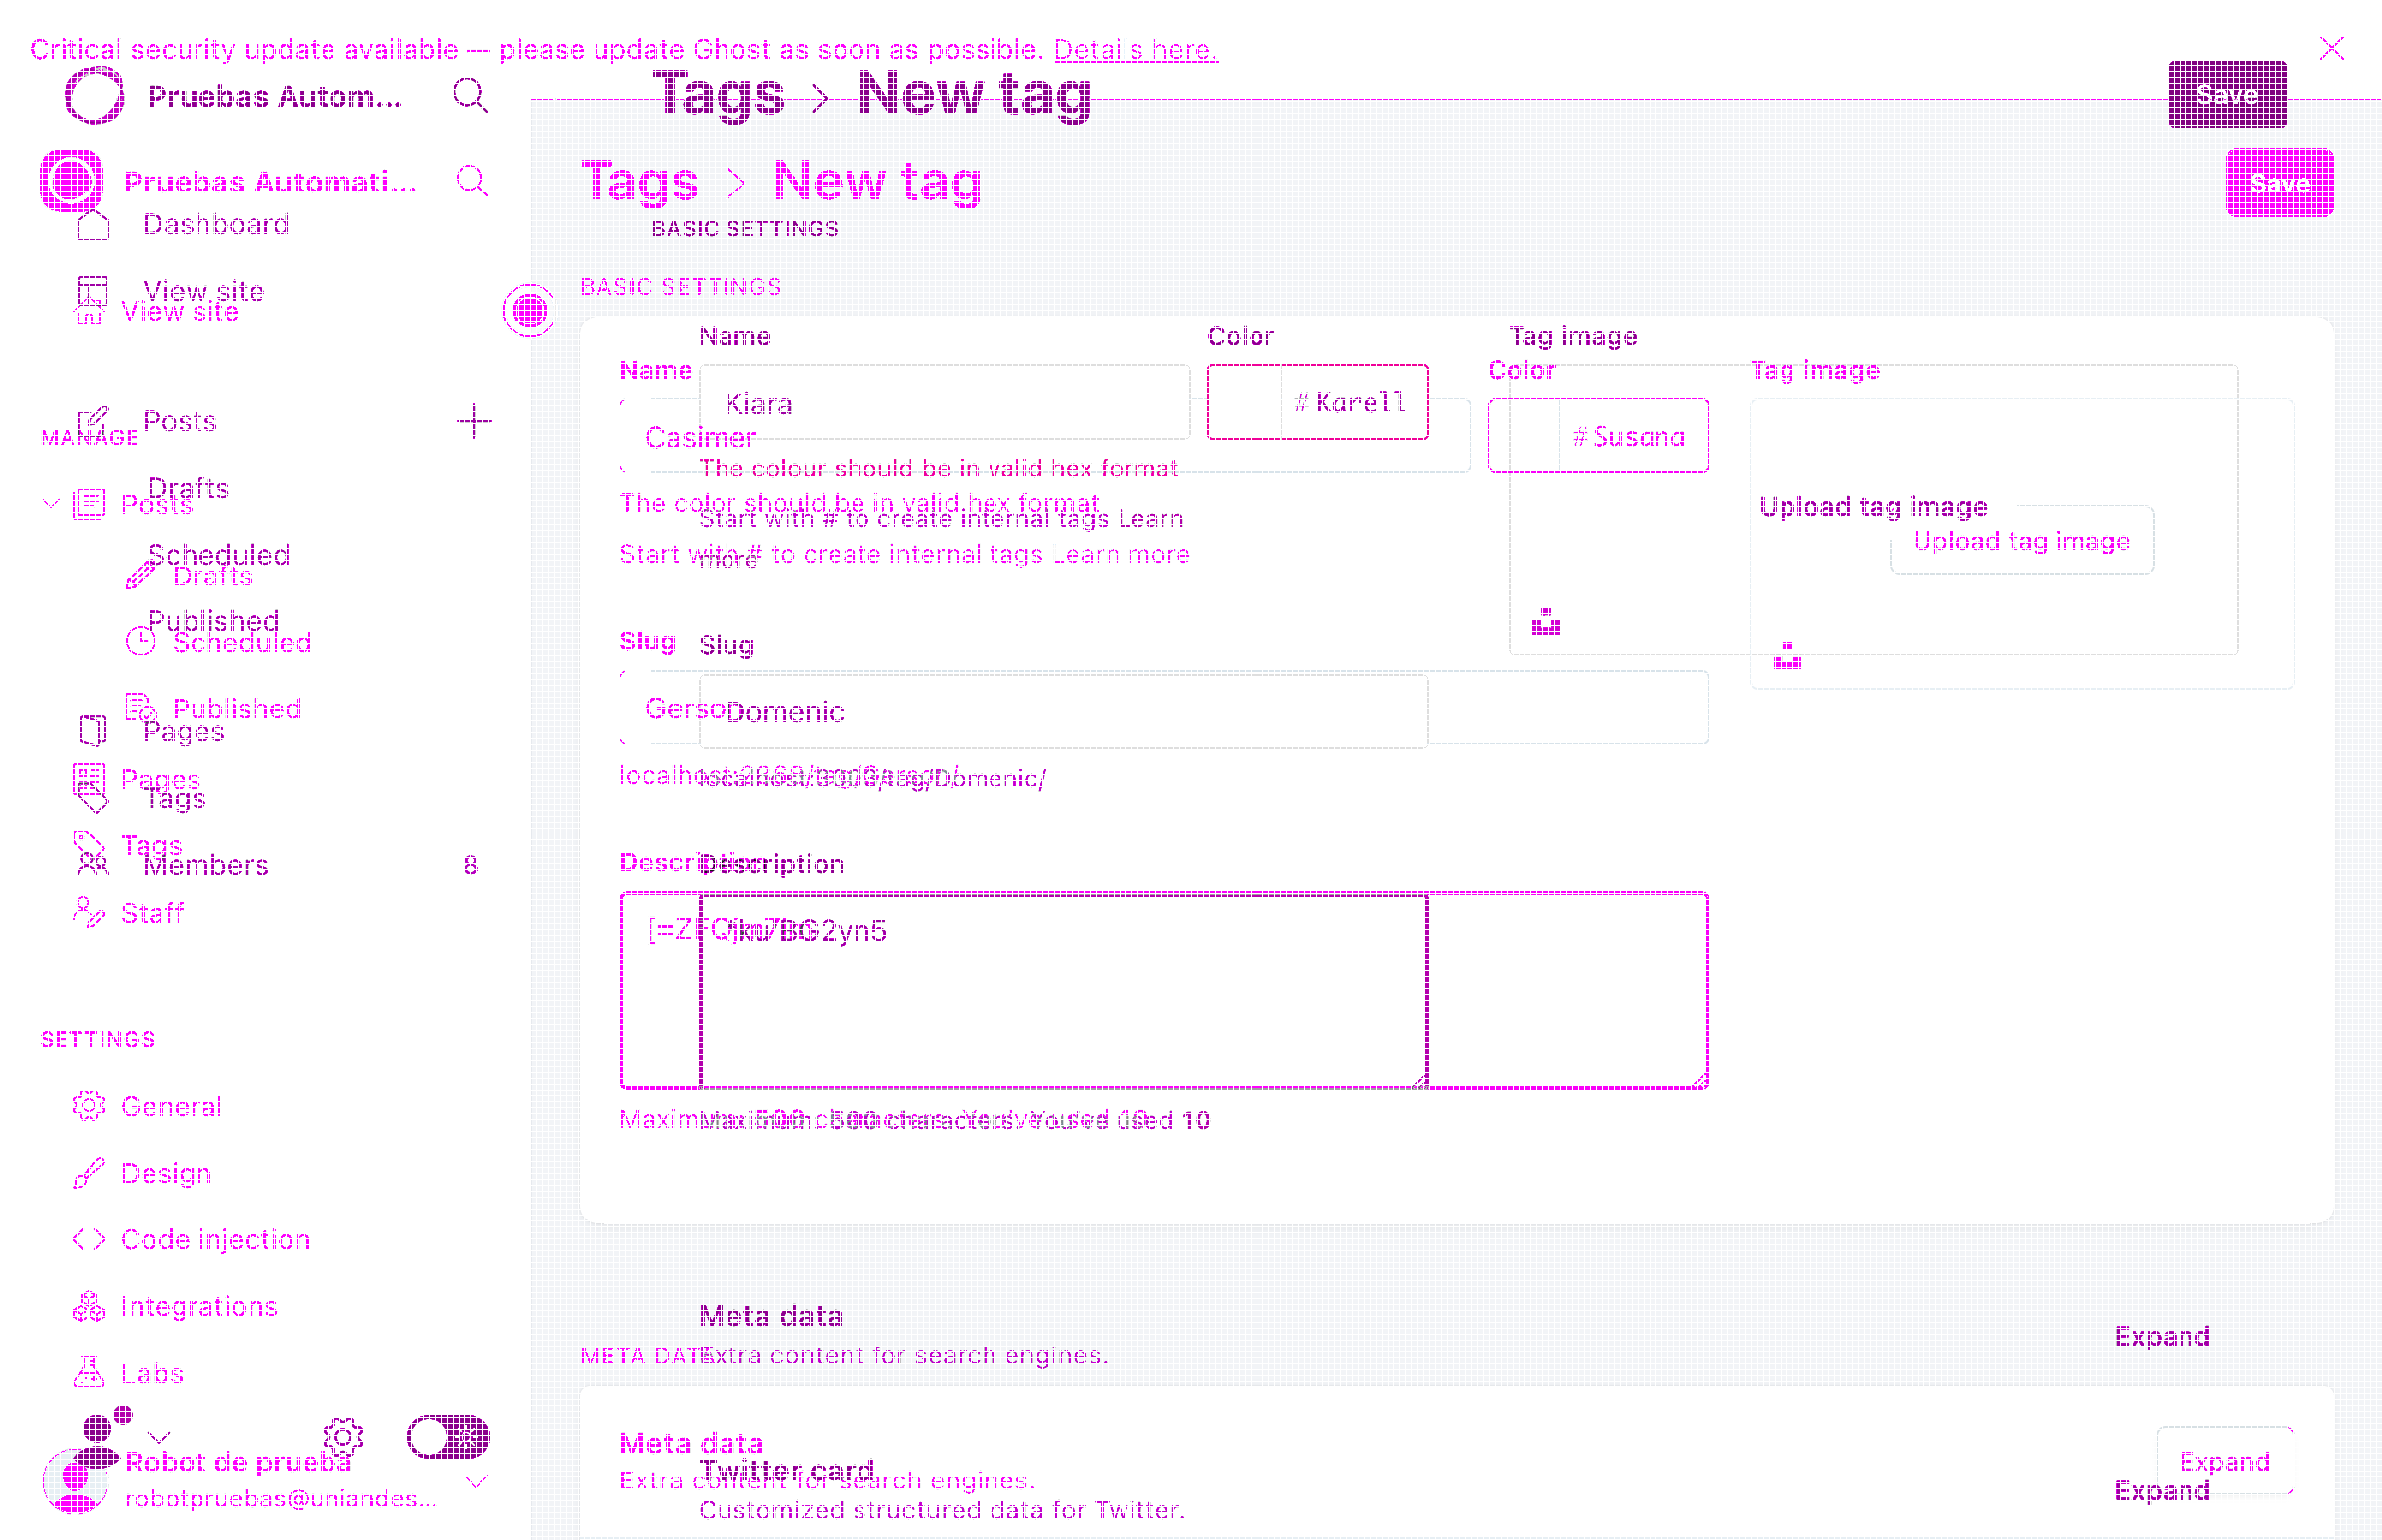 Critical security update available — please update Ghost as soon as possible. Details here.
Pruebas Autom...
Tags > New tag
Save
Pruebas Automati...
Tags > New tag
Save
Dashboard
BASIC SETTINGS
BASIC SETTINGS
View site
View site
Name
Color
Tag image
Name
Color
Tag image
Kiara
# Karell
Casimer
# Susana
Posts
MANAGE
The colour should be in valid hex format
Drafts
Posts
The color should be in valid hex format
Upload tag image
Start with # to create internal tags Learn
more
Upload tag image
Start with # to create internal tags Learn more
Scheduled
Drafts
Published
Scheduled
Slug
Slug
Published
Domenic
Pages
Pages
Tags
Tags
Members
8
Description
Description
Staff
SETTINGS
General
Maximum: 500 characters. You've used 10
Design
Code injection
Integrations
Meta data
Expand
META DATA
Extra content for search engines.
Labs
Meta data
Robot de prueba
Expand
Twitter card
Extra content for search engines.
Expand
robotpruebas@uniandes...
Customized structured data for Twitter.